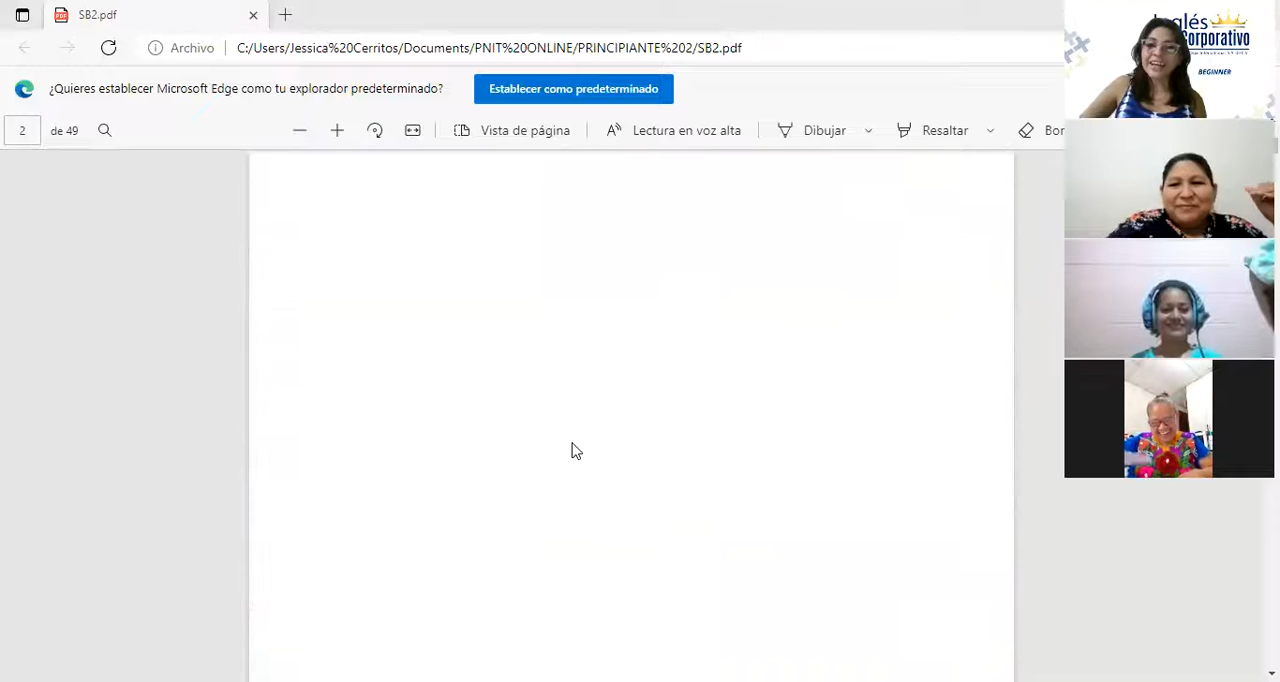 SB2.pdf
Archivo
C:/Users/Jessica%20Cerritos/Documents/PNIT%20ONLINE/PRINCIPIANTE%202/SB2.pdf
¿Quieres establecer Microsoft Edge como tu explorador predeterminado?
Establecer como predeterminado
2 de 49
Vista de página
Lectura en voz alta
Dibujar
Resaltar
Bor
glés
orporativo
BEGINNER